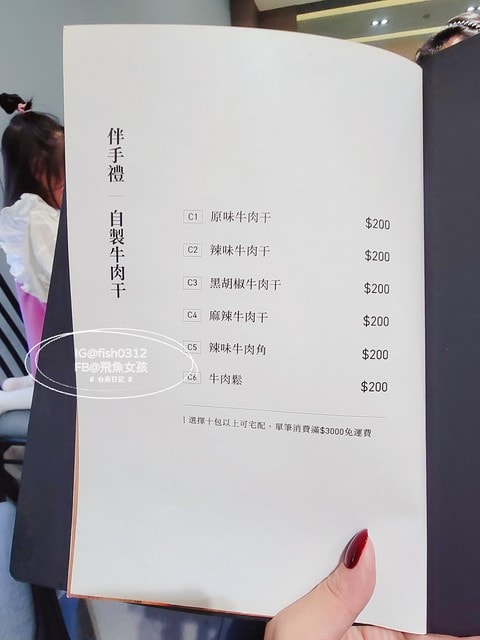 伴手禮｜自製牛肉干
C1 原味牛肉干 $200
C2 辣味牛肉干 $200
C3 黑胡椒牛肉干 $200
C4 麻辣牛肉干 $200
C5 辣味牛肉角 $200
C6 牛肉鬆 $200
| 選擇十包以上可宅配，單筆消費滿$3000免運費
IG@fish0312
FB@飛魚女孩
# 台南日記 #